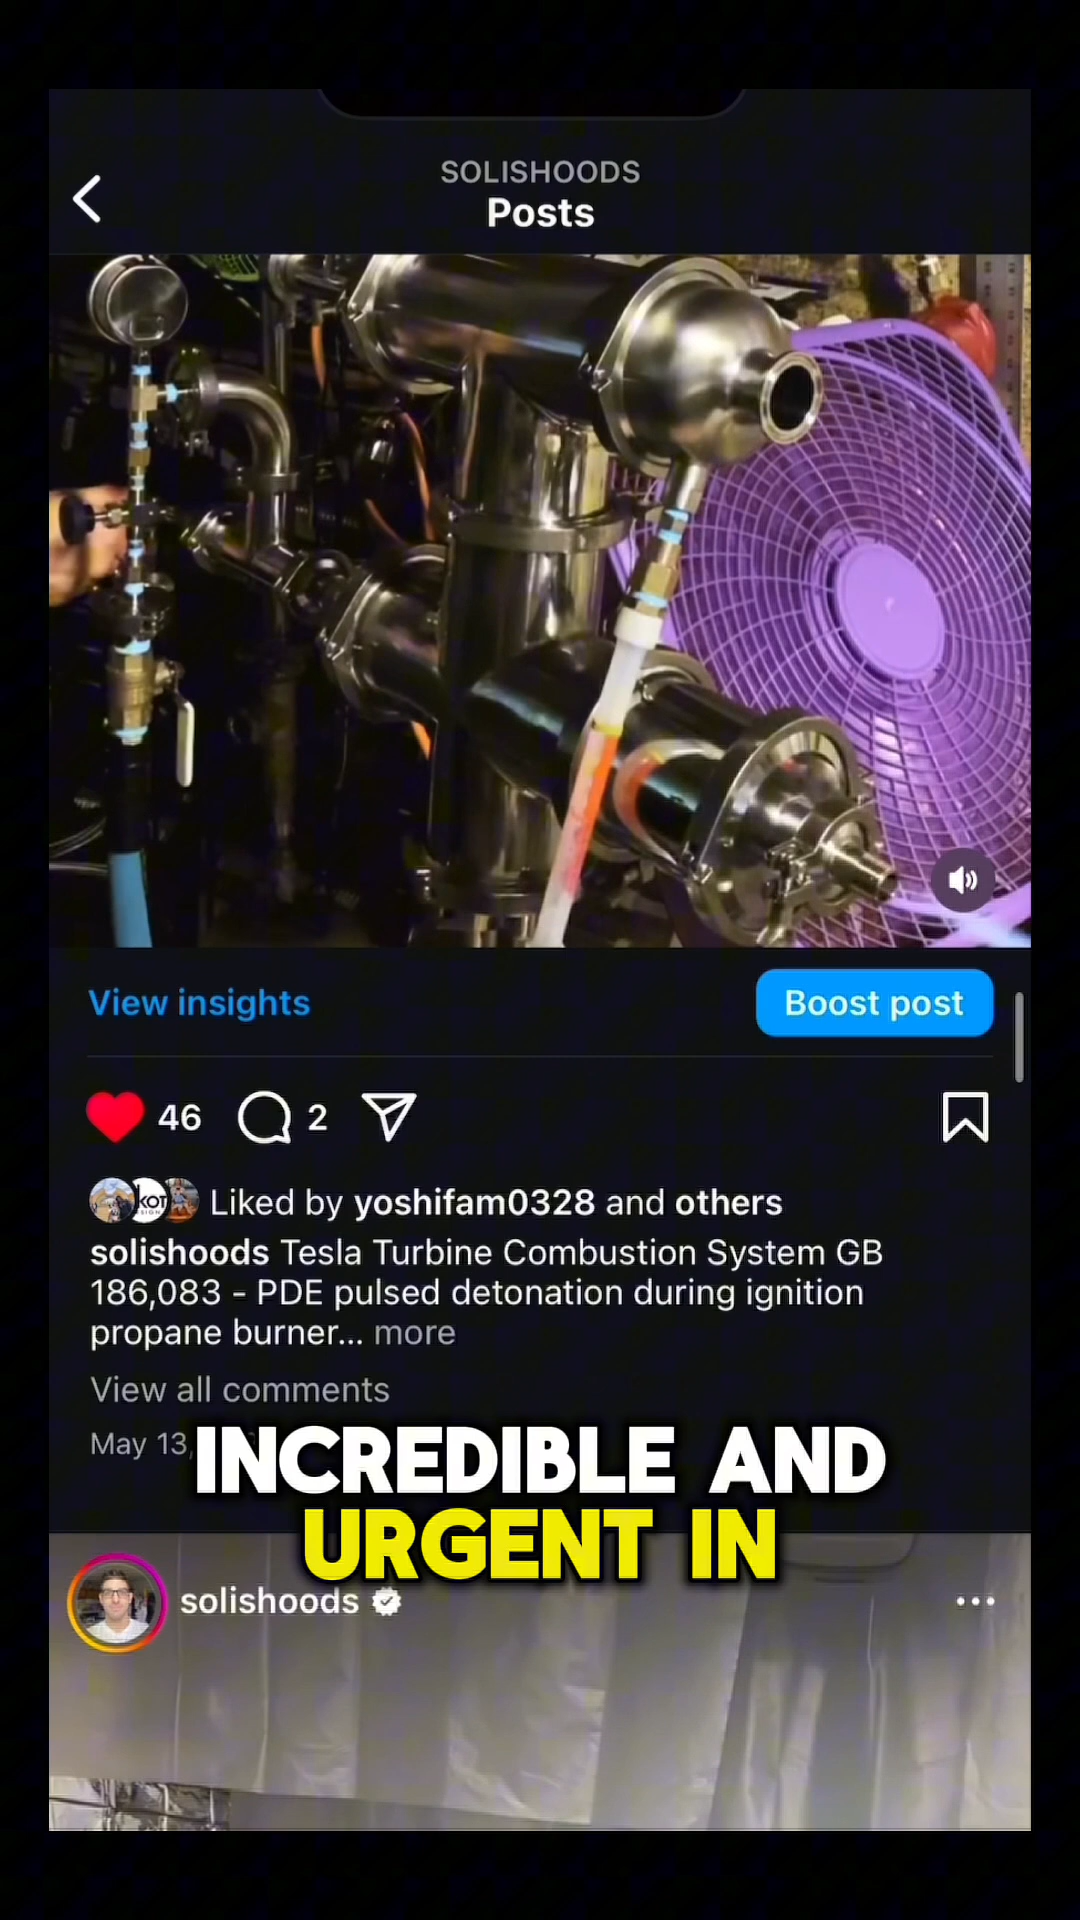 SOLISHOODS
Posts
View insights
Boost post
46
2
KOT
Liked by yoshifam0328 and others
solishoods Tesla Turbine Combustion System GB
186,083 - PDE pulsed detonation during ignition
propane burner... more
View all comments
May 13,
INCREDIBLE AND
URGENT IN
solishoods